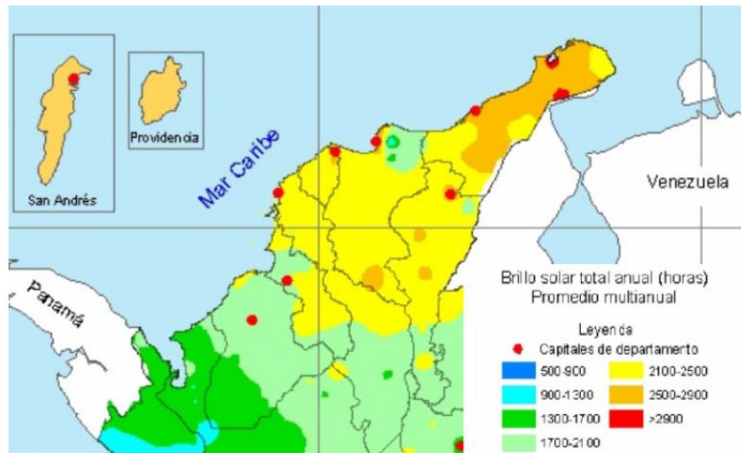 Providencia
San Andrés
Mar Caribe
Venezuela
Panamá
Brillo solar total anual (horas)
Promedio multianual
Leyenda
Capitales de departamento
500-900
2100-2500
900-1300
2500-2900
1300-1700
>2900
1700-2100